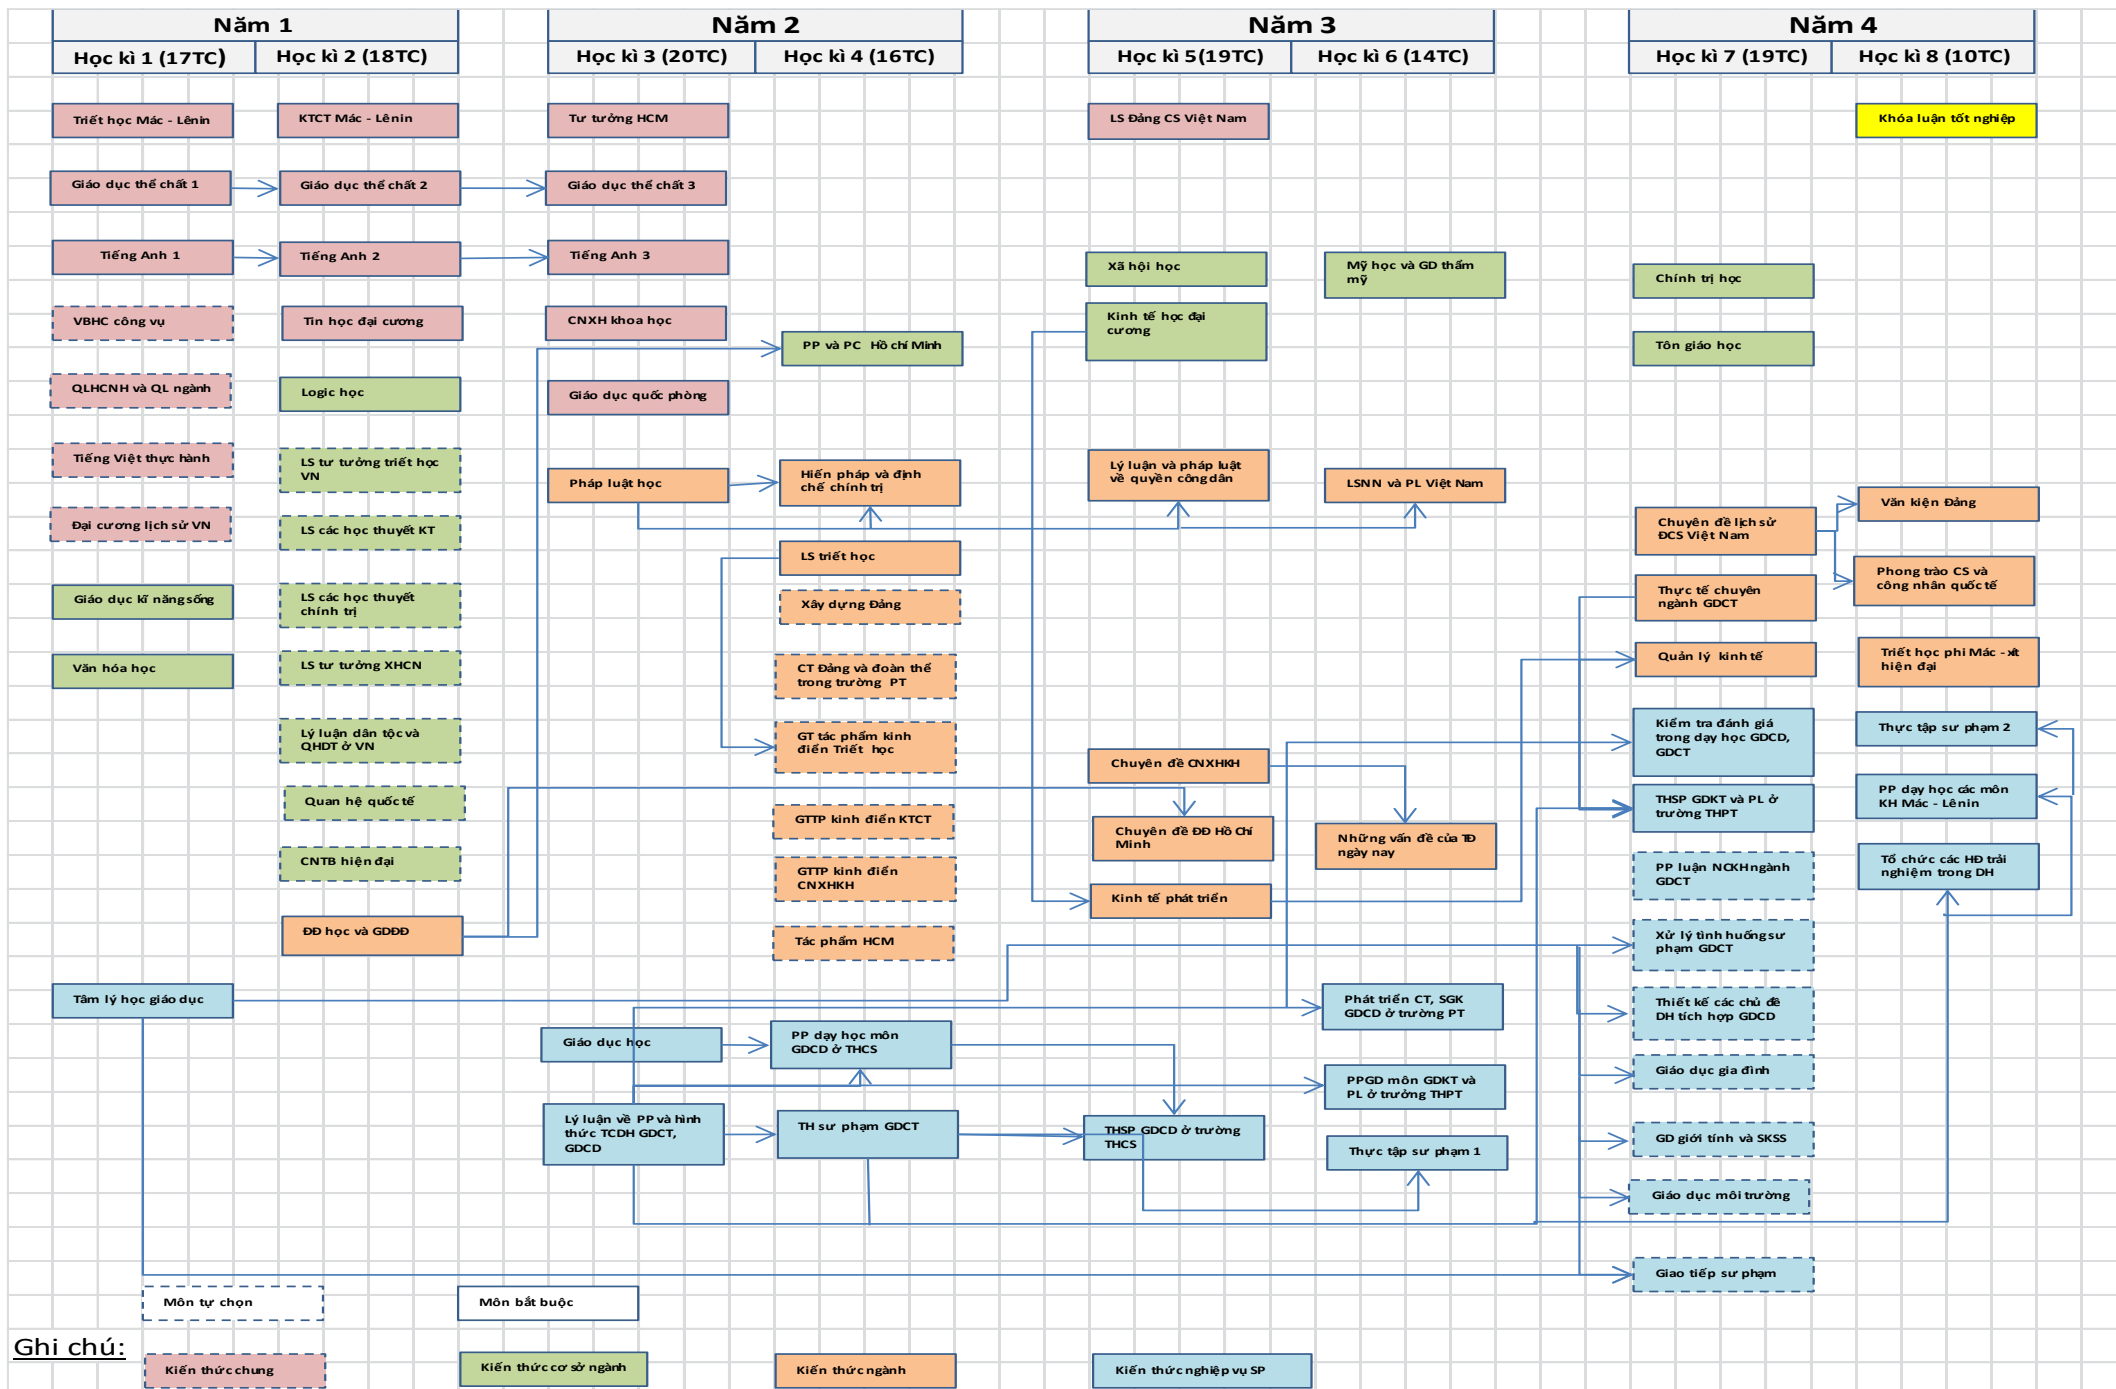 Năm 1
Năm 2
Năm 3
Năm 4
Học kì 1 (17TC)
Học kì 2 (18TC)
Học kì 3 (20TC)
Học kì 4 (16TC)
Học kì 5(19TC)
Học kì 6 (14TC)
Học kì 7 (19TC)
Học kì 8 (10TC)
Triết học Mác - Lênin
KTCT Mác - Lênin
Tư tưởng HCM
LS Đảng CS Việt Nam
Khóa luận tốt nghiệp
Giáo dục thể chất 1
Giáo dục thể chất 2
Giáo dục thể chất 3
Tiếng Anh 1
Tiếng Anh 2
Tiếng Anh 3
Xã hội học
Mỹ học và GD thẩm
mỹ
Chính trị học
VBHC công vụ
Tin học đại cương
CNXH khoa học
PP và PC Hồ chí Minh
Kinh tế học đại
cương
Tôn giáo học
QLHCNH và QL ngành
Logic học
Giáo dục quốc phòng
Tiếng Việt thực hành
LS tư tưởng triết học
VN
Pháp luật học
Hiến pháp và định
chế chính trị
Lý luận và pháp luật
về quyền công dân
LSNN và PL Việt Nam
Văn kiện Đảng
Đại cương lịch sử VN
LS các học thuyết KT
LS triết học
Chuyên đề lịch sử
ĐCS Việt Nam
Phong trào CS và
công nhân quốc tế
Giáo dục kĩ năng sống
LS các học thuyết
chính trị
Xây dựng Đảng
Thực tế chuyên
ngành GDCT
Văn hóa học
LS tư tưởng XHCN
CT Đảng và đoàn thể
trong trường PT
Quản lý kinh tế
Triết học phi Mác - xít
hiện đại
Lý luận dân tộc và
QHDT ở VN
GT tác phẩm kinh
điển Triết học
Chuyên đề CNXHKH
Kiểm tra đánh giá
trong dạy học GDCD,
GDCT
Thực tập sư phạm 2
Quan hệ quốc tế
GTTP kinh điển KTCT
Chuyên đề ĐĐ Hồ Chí
Minh
Những vấn đề của TĐ
ngày nay
THSP GDKT và PL ở
trường THPT
PP dạy học các môn
KH Mác - Lênin
CNTB hiện đại
GTTP kinh điển
CNXHKH
Kinh tế phát triển
PP luận NCKH ngành
GDCT
Tổ chức các HĐ trải
nghiệm trong DH
ĐĐ học và GDĐĐ
Tác phẩm HCM
Xử lý tình huống sư
phạm GDCT
Tâm lý học giáo dục
Phát triển CT, SGK
GDCD ở trường PT
Thiết kế các chủ đề
DH tích hợp GDCD
Giáo dục học
PP dạy học môn
GDCD ở THCS
PPGD môn GDKT và
PL ở trường THPT
Giáo dục gia đình
Lý luận về PP và hình
thức TCDH GDCT,
GDCD
TH sư phạm GDCT
THSP GDCD ở trường
THCS
Thực tập sư phạm 1
GD giới tính và SKSS
Giáo dục môi trường
Giao tiếp sư phạm
Môn tự chọn
Môn bắt buộc
Ghi chú:
Kiến thức chung
Kiến thức cơ sở ngành
Kiến thức ngành
Kiến thức nghiệp vụ SP